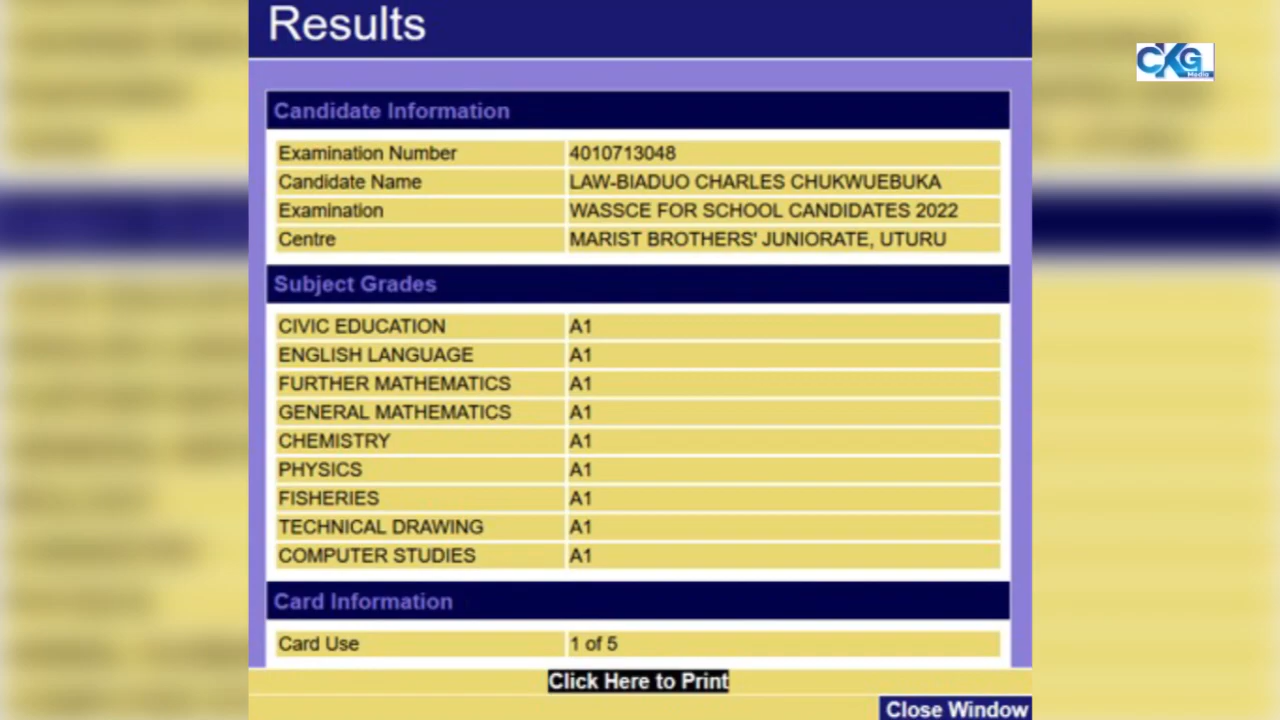 Results
CKG
Media
Candidate Information
Examination Number 4010713048
Candidate Name LAW-BIADUO CHARLES CHUKWUEBUKA
Examination WASSCE FOR SCHOOL CANDIDATES 2022
Centre MARIST BROTHERS' JUNIORATE, UTURU
Subject Grades
CIVIC EDUCATION A1
ENGLISH LANGUAGE A1
FURTHER MATHEMATICS A1
GENERAL MATHEMATICS A1
CHEMISTRY A1
PHYSICS A1
FISHERIES A1
TECHNICAL DRAWING A1
COMPUTER STUDIES A1
Card Information
Card Use 1 of 5
Click Here to Print
Close Window